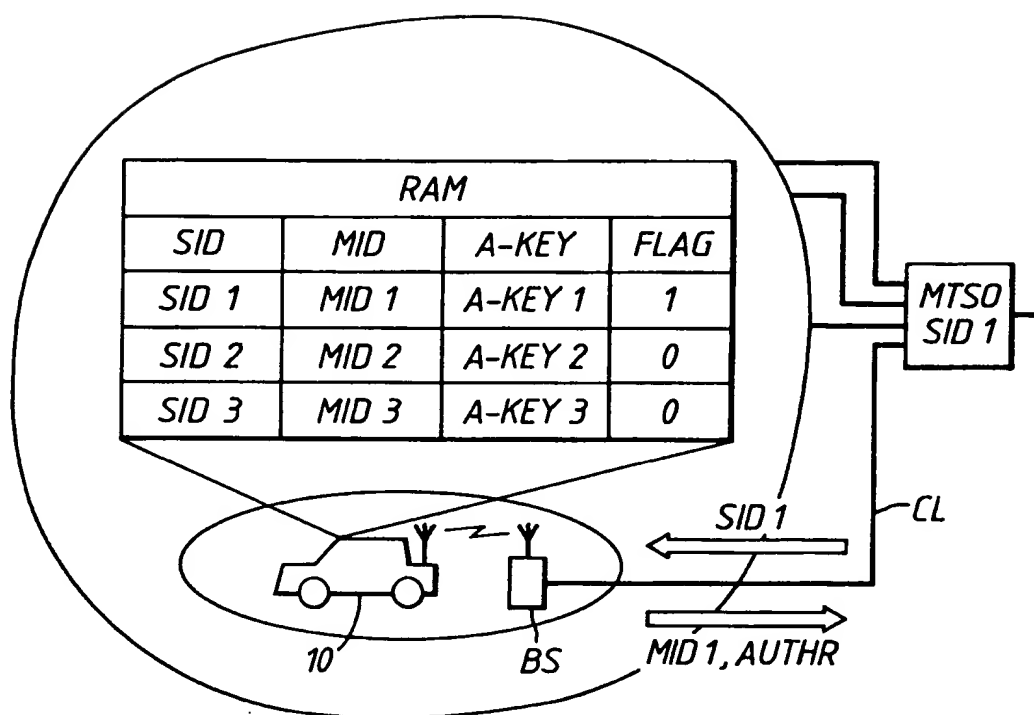 RAM
SID MID A-KEY FLAG
SID 1 MID 1 A-KEY 1 1
SID 2 MID 2 A-KEY 2 0
SID 3 MID 3 A-KEY 3 0
MTSO
SID 1
SID 1
CL
10
BS
MID 1, AUTHR